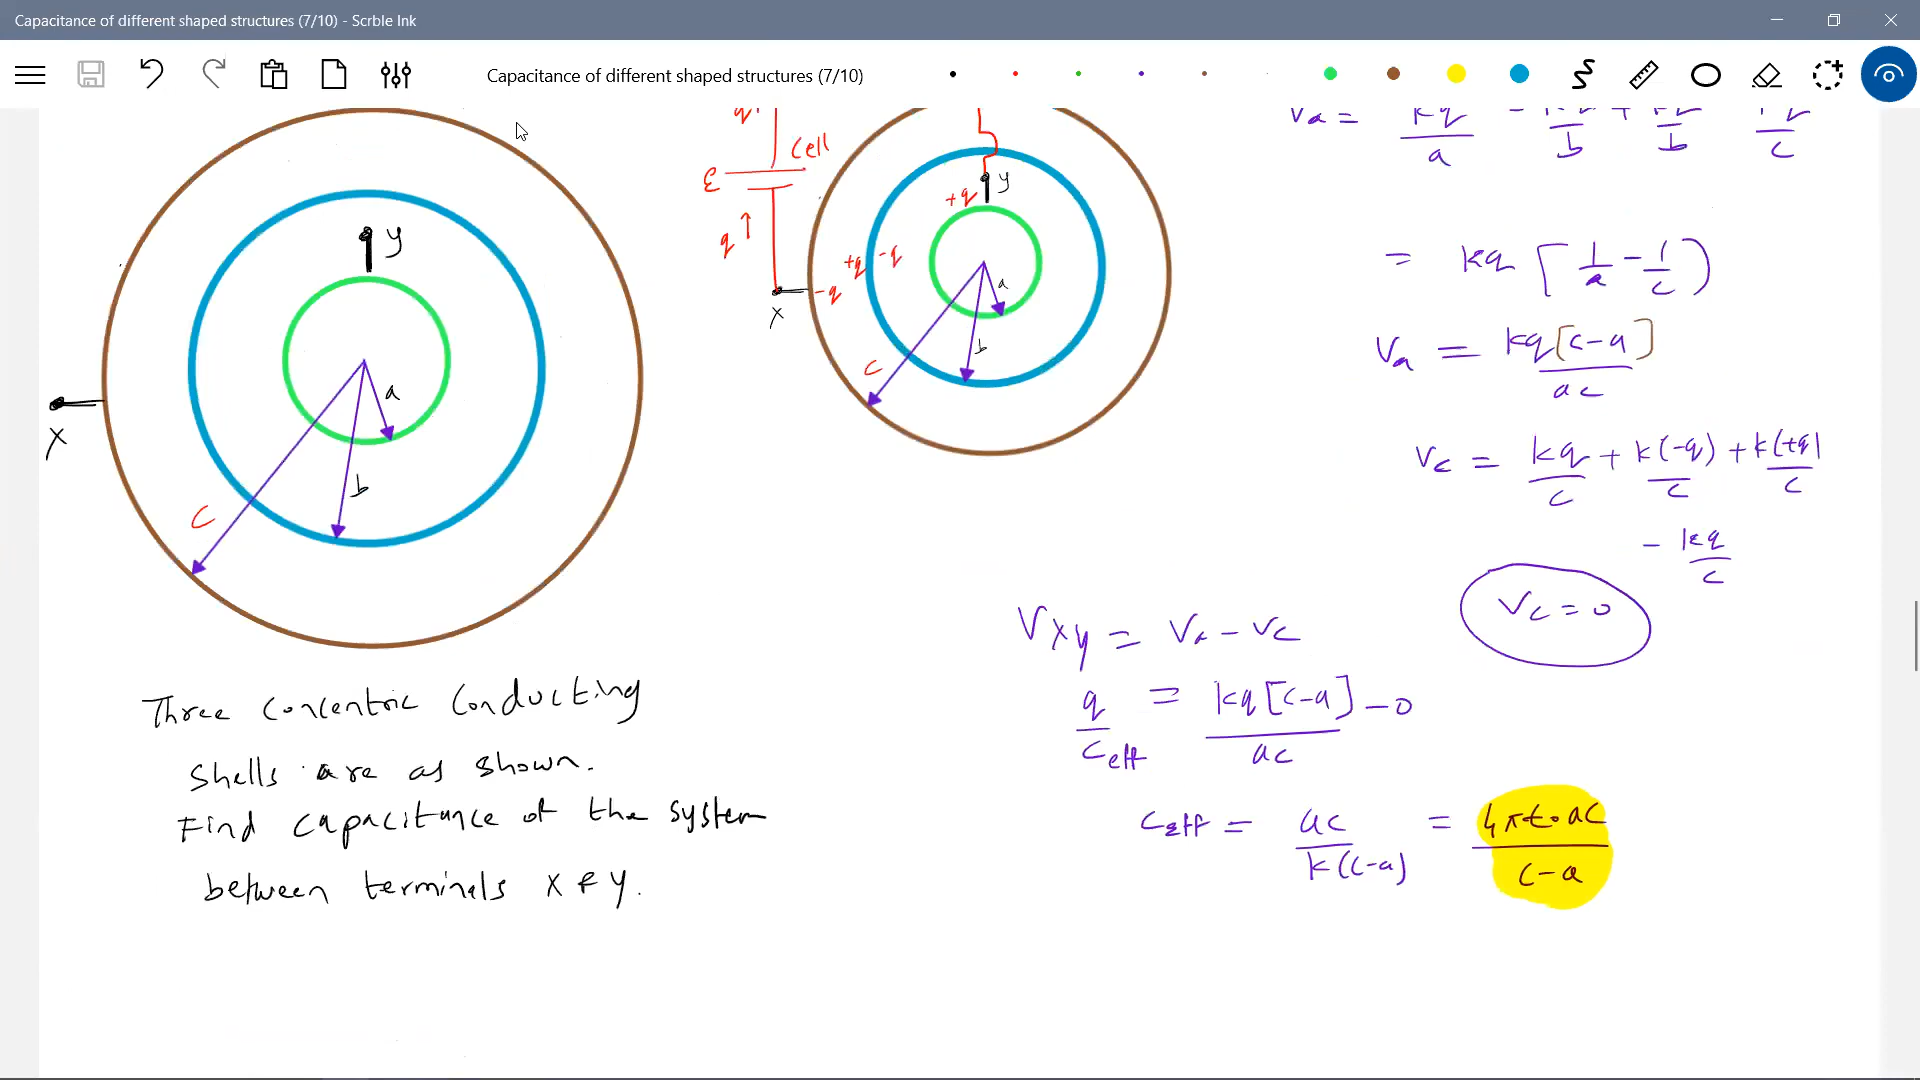 Capacitance of different shaped structures (7/10) - Scrble Ink
Capacitance of different shaped structures (7/10)
y
a
b
c
x
Three concentric conducting
shells are as shown.
Find capacitance of the system
between terminals x & y.
q
cell
ε
q ↑
x
-q
+q -q
+q
y
a
b
c
Va = kq/a
= kq [1/a - 1/c]
Va = kq[c-a]/ac
Vc = kq/c + k(-q)/c + k(+q)/c
- kq/c
Vc = 0
Vxy = Va - Vc
q/Ceff = kq[c-a]/ac - 0
Ceff = ac/k(c-a) = 4πε0ac/c-a